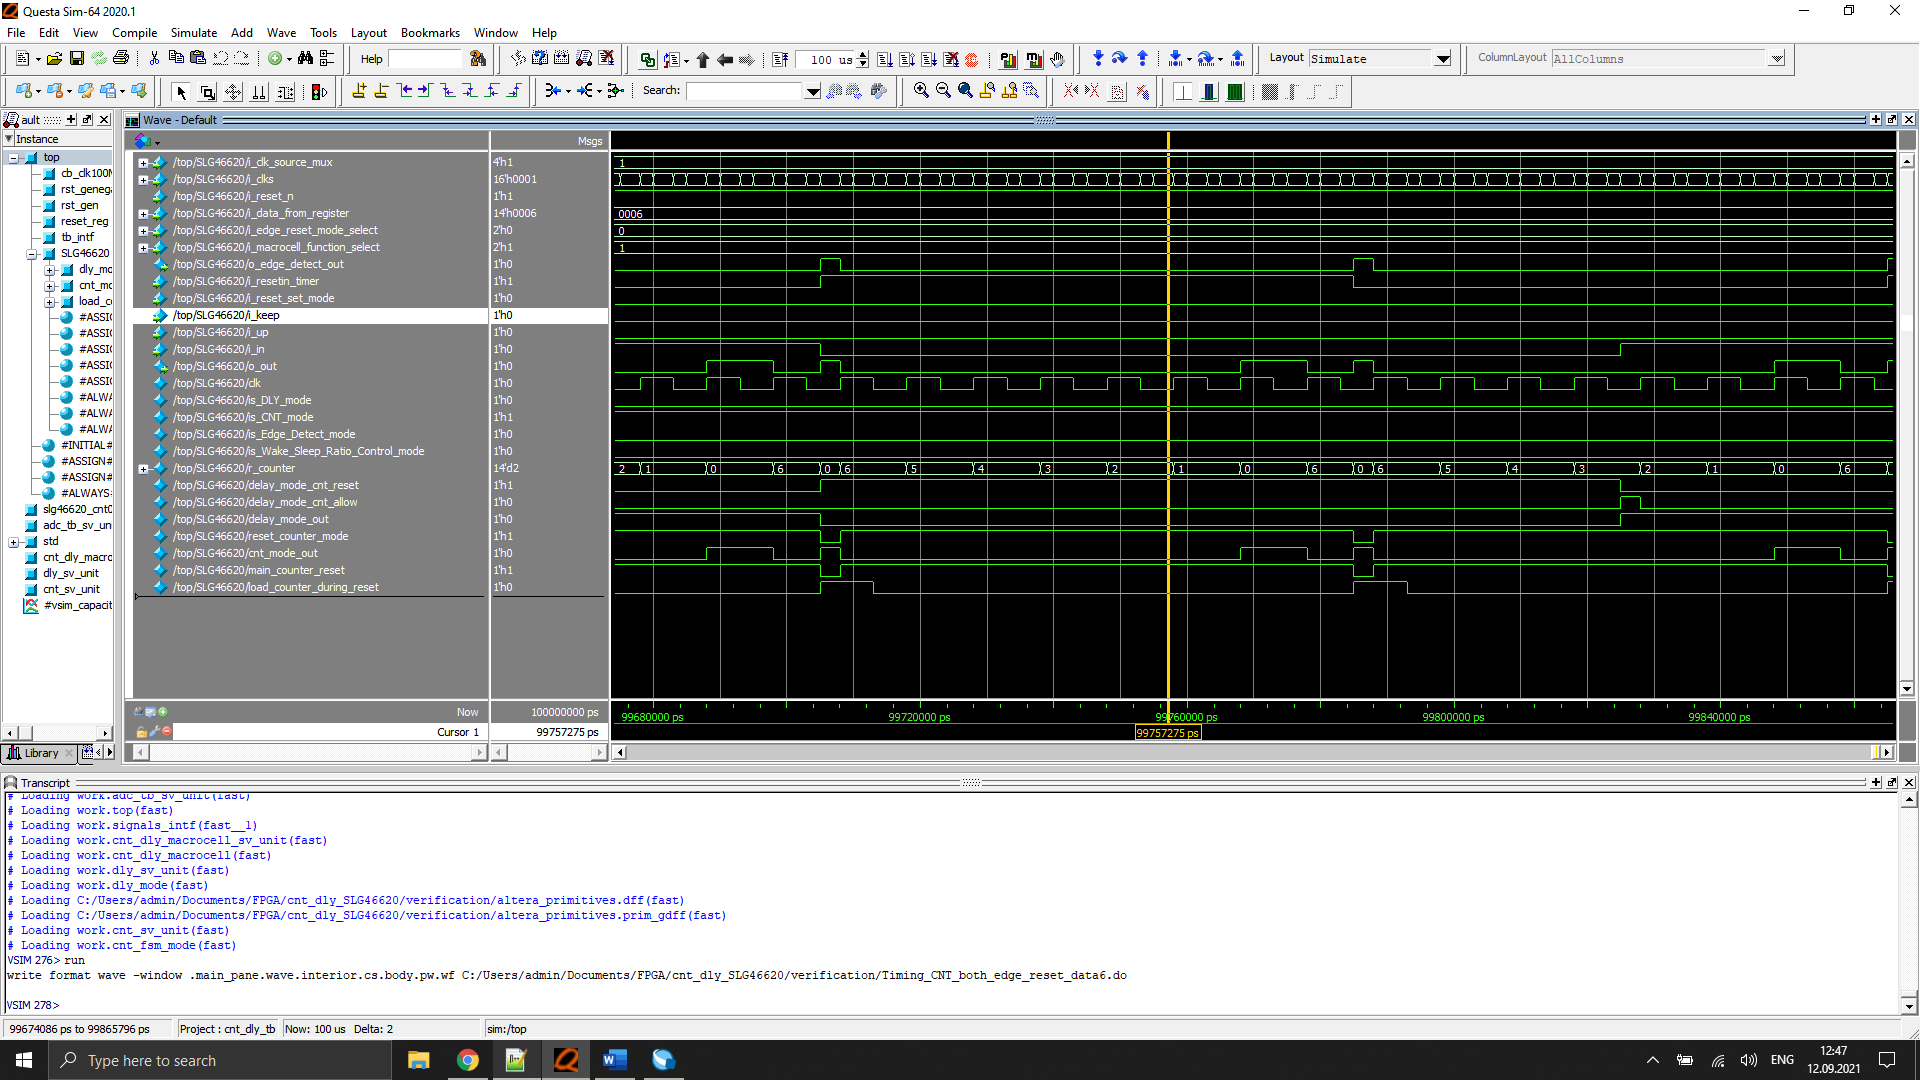 Questa Sim-64 2020.1
File Edit View Compile Simulate Add Wave Tools Layout Bookmarks Window Help
Help 100 us Layout Simulate ColumnLayout AllColumns
Search:
ault
Wave - Default
Instance
top
cb_clk100M
rst_genega
rst_gen
reset_reg
tb_intf
SLG46620
dly_mo
cnt_mo
load_co
#ASSIG
#ASSIG
#ASSIG
#ASSIG
#ASSIG
#ALWA
#ALWA
#ALWA
#INITIAL#
#ASSIGN#
#ASSIGN#
#ALWAYS#
slg46620_cnt0
adc_tb_sv_un
std
cnt_dly_macro
dly_sv_unit
cnt_sv_unit
#vsim_capacit
Library
Msgs
/top/SLG46620/i_clk_source_mux 4'h1 1
/top/SLG46620/i_clks 16'h0001
/top/SLG46620/i_reset_n 1'h1
/top/SLG46620/i_data_from_register 14'h0006 0006
/top/SLG46620/i_edge_reset_mode_select 2'h0 0
/top/SLG46620/i_macrocell_function_select 2'h1 1
/top/SLG46620/o_edge_detect_out 1'h0
/top/SLG46620/i_resetin_timer 1'h1
/top/SLG46620/i_reset_set_mode 1'h0
/top/SLG46620/i_keep 1'h0
/top/SLG46620/i_up 1'h0
/top/SLG46620/i_in 1'h0
/top/SLG46620/o_out 1'h0
/top/SLG46620/clk 1'h0
/top/SLG46620/is_DLY_mode 1'h0
/top/SLG46620/is_CNT_mode 1'h1
/top/SLG46620/is_Edge_Detect_mode 1'h0
/top/SLG46620/is_Wake_Sleep_Ratio_Control_mode 1'h0
/top/SLG46620/r_counter 14'd2 2 1 0 6 0 6 5 4 3 2 1 0 6 0 6 5 4 3 2 1 0 6
/top/SLG46620/delay_mode_cnt_reset 1'h1
/top/SLG46620/delay_mode_cnt_allow 1'h0
/top/SLG46620/delay_mode_out 1'h0
/top/SLG46620/reset_counter_mode 1'h1
/top/SLG46620/cnt_mode_out 1'h0
/top/SLG46620/main_counter_reset 1'h1
/top/SLG46620/load_counter_during_reset 1'h0
Now 100000000 ps 99680000 ps 99720000 ps 99760000 ps 99800000 ps 99840000 ps
Cursor 1 99757275 ps 99757275 ps
Transcript
# Loading work.adc_tb_sv_unit(fast)
# Loading work.top(fast)
# Loading work.signals_intf(fast__1)
# Loading work.cnt_dly_macrocell_sv_unit(fast)
# Loading work.cnt_dly_macrocell(fast)
# Loading work.dly_sv_unit(fast)
# Loading work.dly_mode(fast)
# Loading C:/Users/admin/Documents/FPGA/cnt_dly_SLG46620/verification/altera_primitives.dff(fast)
# Loading C:/Users/admin/Documents/FPGA/cnt_dly_SLG46620/verification/altera_primitives.prim_gdff(fast)
# Loading work.cnt_sv_unit(fast)
# Loading work.cnt_fsm_mode(fast)
VSIM 276> run
write format wave -window .main_pane.wave.interior.cs.body.pw.wf C:/Users/admin/Documents/FPGA/cnt_dly_SLG46620/verification/Timing_CNT_both_edge_reset_data6.do
VSIM 278>
99674086 ps to 99865796 ps Project : cnt_dly_tb Now: 100 us Delta: 2 sim:/top
Type here to search ENG 12:47
12.09.2021